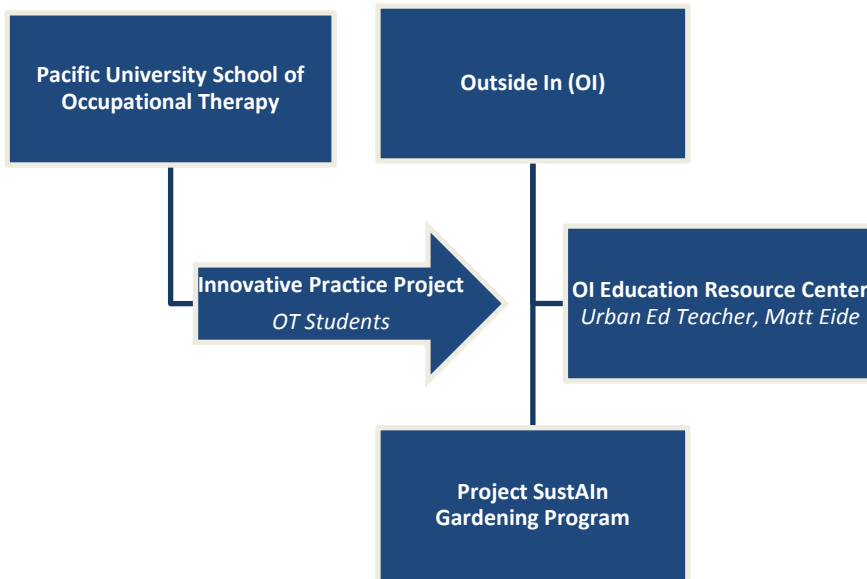 Pacific University School of
Occupational Therapy
Outside In (OI)
Innovative Practice Project
OT Students
OI Education Resource Center
Urban Ed Teacher, Matt Eide
Project SustAIn
Gardening Program